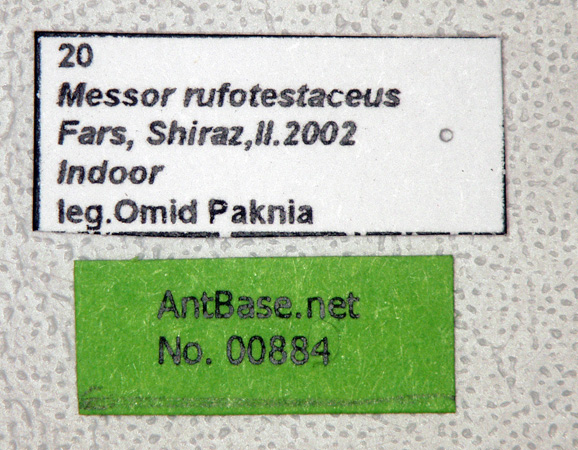 20
Messor rufotestaceus
Fars, Shiraz,II.2002
Indoor
leg.Omid Paknia
AntBase.net
No. 00884